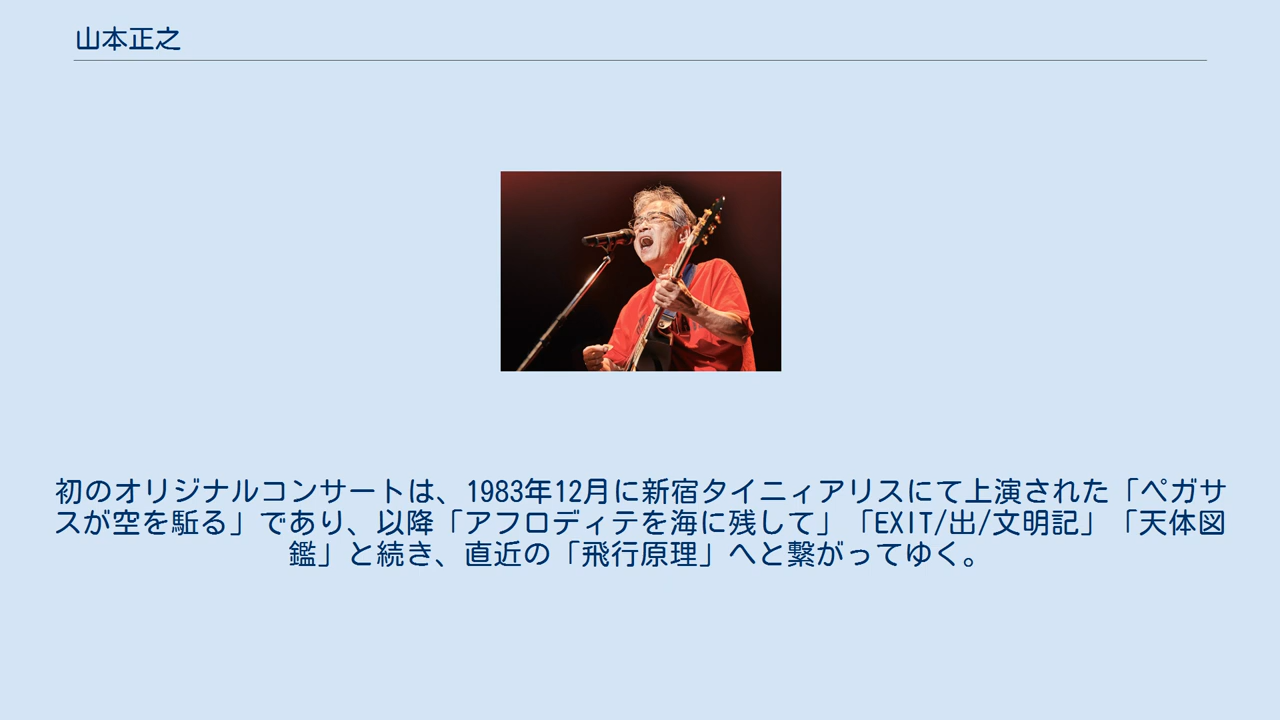 山本正之
初のオリジナルコンサートは、1983年12月に新宿タイニィアリスにて上演された「ペガサ
スが空を駈る」であり、以降「アフロディテを海に残して」「EXIT/出/文明記」「天体図
鑑」と続き、直近の「飛行原理」へと繋がってゆく。